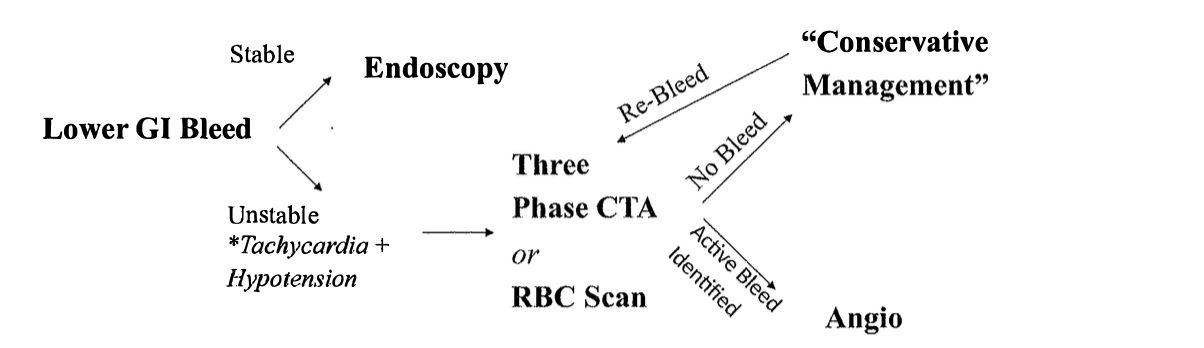 Stable
Endoscopy
Lower GI Bleed
Unstable
*Tachycardia +
Hypotension
Three
Phase CTA
or
RBC Scan
Re-Bleed
"Conservative
Management”
No Bleed
Active Bleed
Identified
Angio